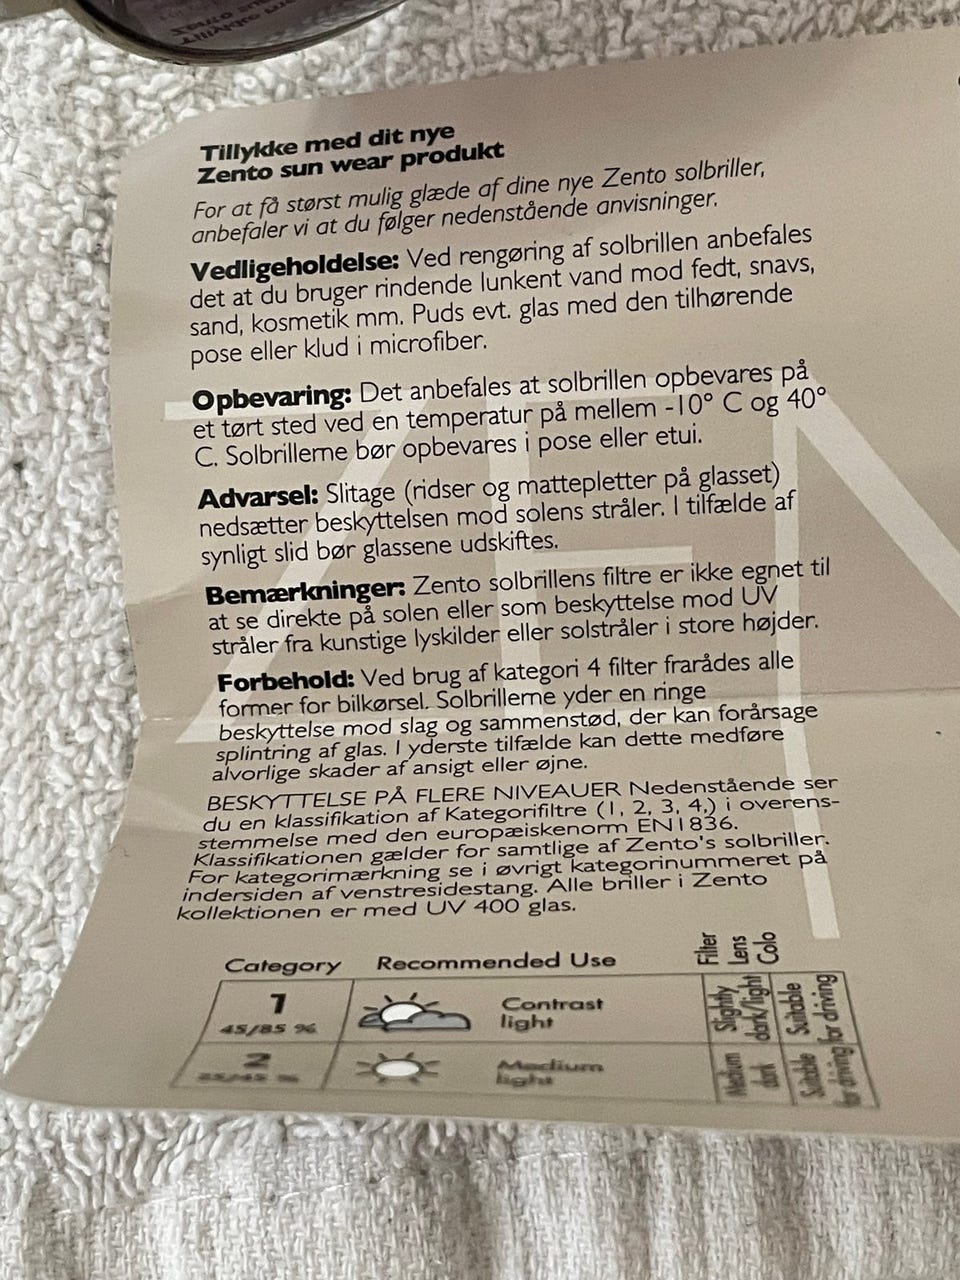 Tillykke med dit nye
Zento sun wear produkt
For at få størst mulig glæde af dine nye Zento solbriller,
anbefaler vi at du følger nedenstående anvisninger.
Vedligeholdelse: Ved rengøring af solbrillen anbefales
det at du bruger rindende lunkent vand mod fedt, snavs,
sand, kosmetik mm. Puds evt. glas med den tilhørende
pose eller klud i microfiber.
Opbevaring: Det anbefales at solbrillen opbevares på
et tørt sted ved en temperatur på mellem -10° C og 40°
C. Solbrillerne bør opbevares i pose eller etui.
Advarsel: Slitage (ridser og mattepletter på glasset)
nedsætter beskyttelsen mod solens stråler. I tilfælde af
synligt slid bør glassene udskiftes.
Bemærkninger: Zento solbrillens filtre er ikke egnet til
at se direkte på solen eller som beskyttelse mod UV
stråler fra kunstige lyskilder eller solstråler i store højder.
Forbehold: Ved brug af kategori 4 filter frarådes alle
former for bilkørsel. Solbrillerne yder en ringe
beskyttelse mod slag og sammenstød, der kan forårsage
splintring af glas. I yderste tilfælde kan dette medføre
alvorlige skader af ansigt eller øjne.
BESKYTTELSE PÅ FLERE NIVEAUER Nedenstående ser
du en klassifikation af Kategorifiltre (1, 2, 3, 4,) i overens-
stemmelse med den europæiskenorm EN1836.
Klassifikationen gælder for samtlige af Zento's solbriller.
For kategorimærkning se i øvrigt kategorinummeret på
indersiden af venstresidestang. Alle briller i Zento
kollektionen er med UV 400 glas.
Category Recommended Use Filter Lens Colo
1 Contrast Slightly Suitable
45/85 % light dark/light for driving
2 Medium Medium Suitable
light dark for driving